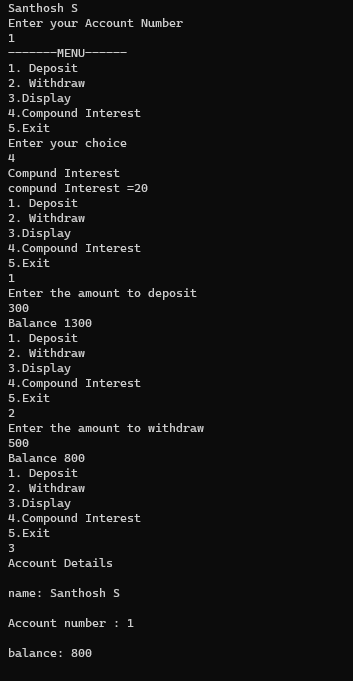 Santhosh S
Enter your Account Number
1
-------MENU------
1. Deposit
2. Withdraw
3.Display
4.Compound Interest
5.Exit
Enter your choice
4
Compund Interest
compund Interest =20
1. Deposit
2. Withdraw
3.Display
4.Compound Interest
5.Exit
1
Enter the amount to deposit
300
Balance 1300
1. Deposit
2. Withdraw
3.Display
4.Compound Interest
5.Exit
2
Enter the amount to withdraw
500
Balance 800
1. Deposit
2. Withdraw
3.Display
4.Compound Interest
5.Exit
3
Account Details
name: Santhosh S
Account number : 1
balance: 800